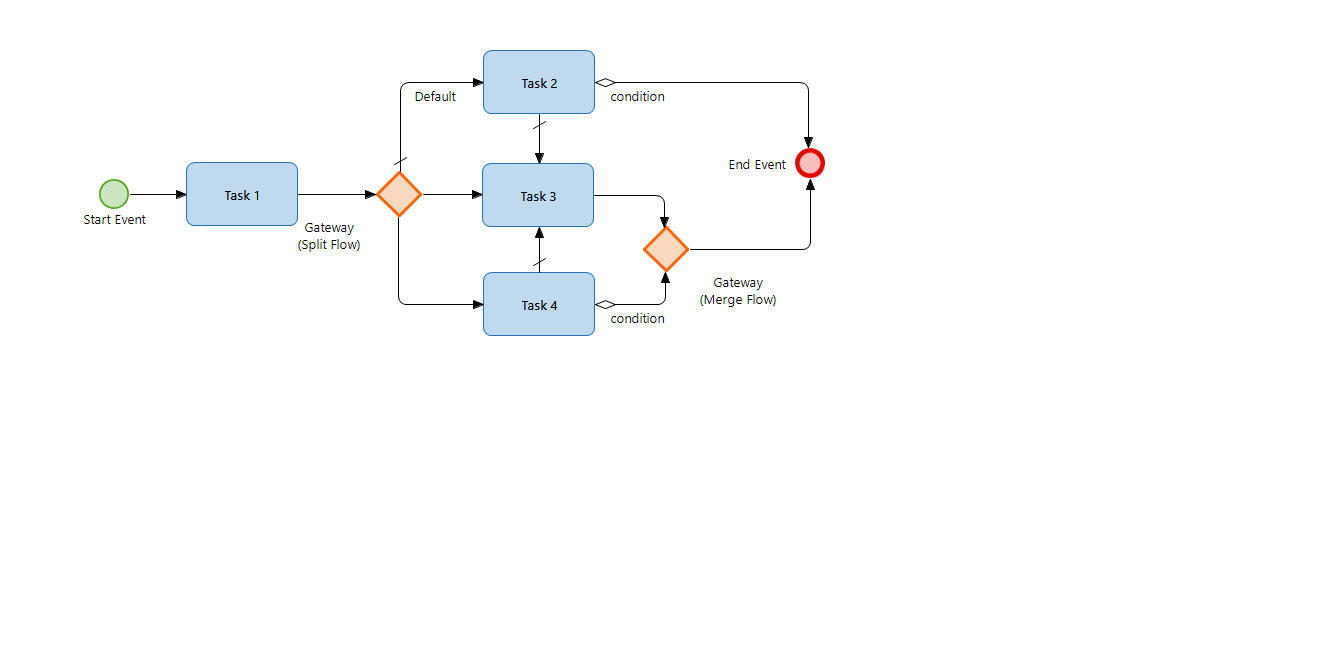 Task 2
Default
condition
End Event
Task 1
Task 3
Start Event
Gateway
(Split Flow)
Gateway
(Merge Flow)
Task 4
condition